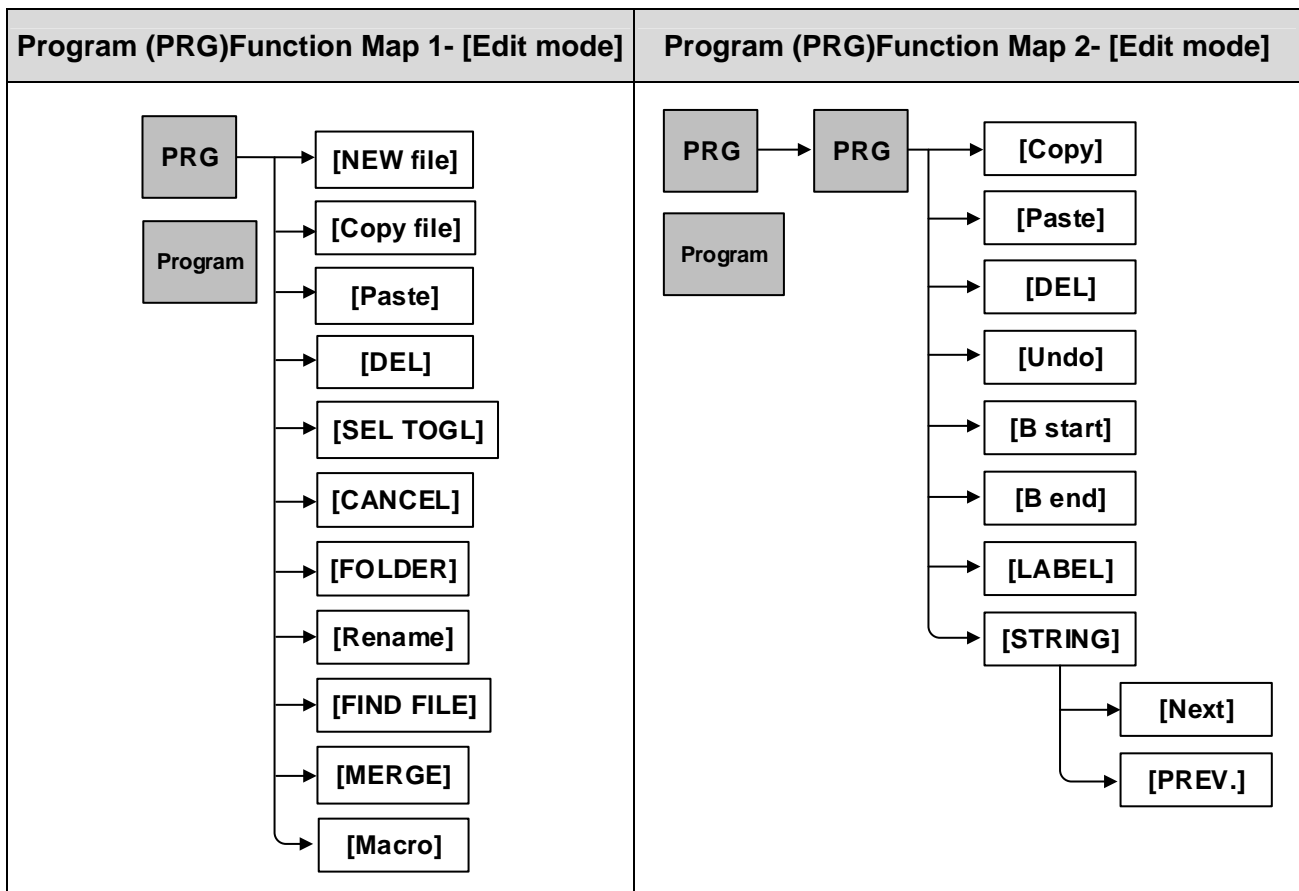 Program (PRG)Function Map 1- [Edit mode]
PRG
Program
[NEW file]
[Copy file]
[Paste]
[DEL]
[SEL TOGL]
[CANCEL]
[FOLDER]
[Rename]
[FIND FILE]
[MERGE]
[Macro]
Program (PRG)Function Map 2- [Edit mode]
PRG
PRG
Program
[Copy]
[Paste]
[DEL]
[Undo]
[B start]
[B end]
[LABEL]
[STRING]
[Next]
[PREV.]